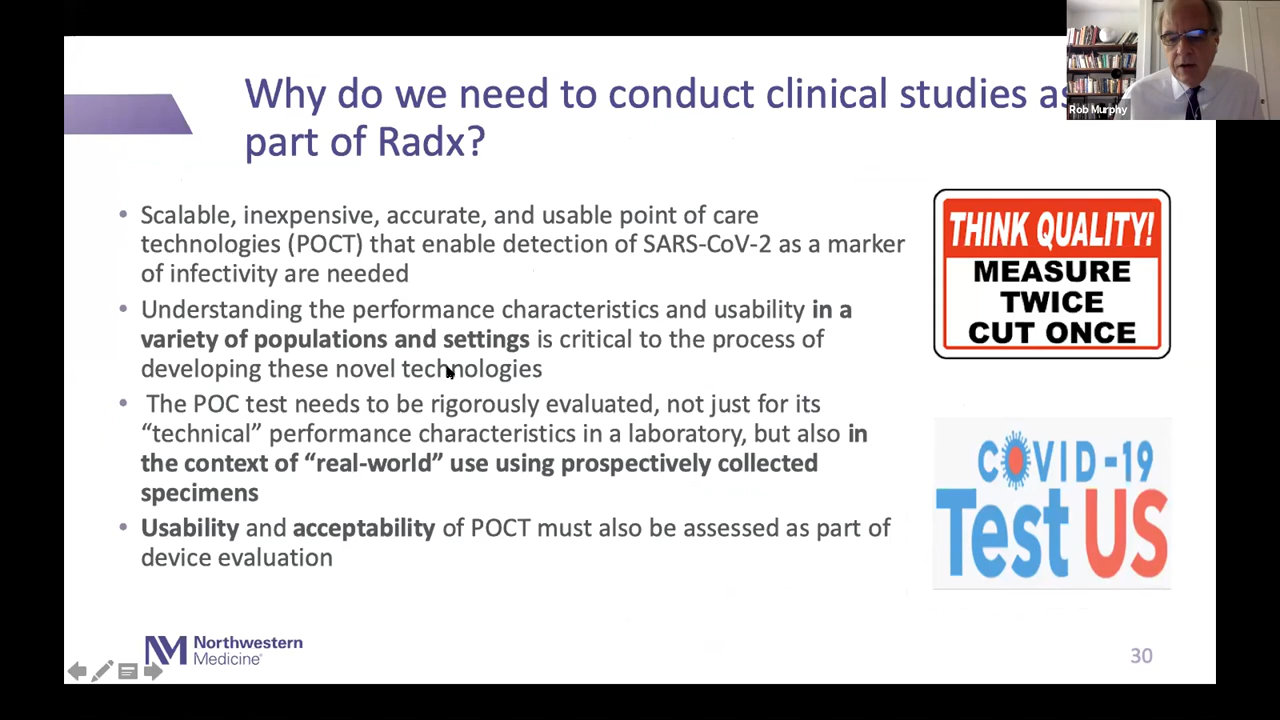 Why do we need to conduct clinical studies as
part of Radx?
Rob Murphy
• Scalable, inexpensive, accurate, and usable point of care
technologies (POCT) that enable detection of SARS-CoV-2 as a marker
of infectivity are needed
• Understanding the performance characteristics and usability in a
variety of populations and settings is critical to the process of
developing these novel technologies
• The POC test needs to be rigorously evaluated, not just for its
“technical” performance characteristics in a laboratory, but also in
the context of “real-world” use using prospectively collected
specimens
• Usability and acceptability of POCT must also be assessed as part of
device evaluation
THINK QUALITY!
MEASURE
TWICE
CUT ONCE
COVID-19
Test US
NM Northwestern
Medicine®
30